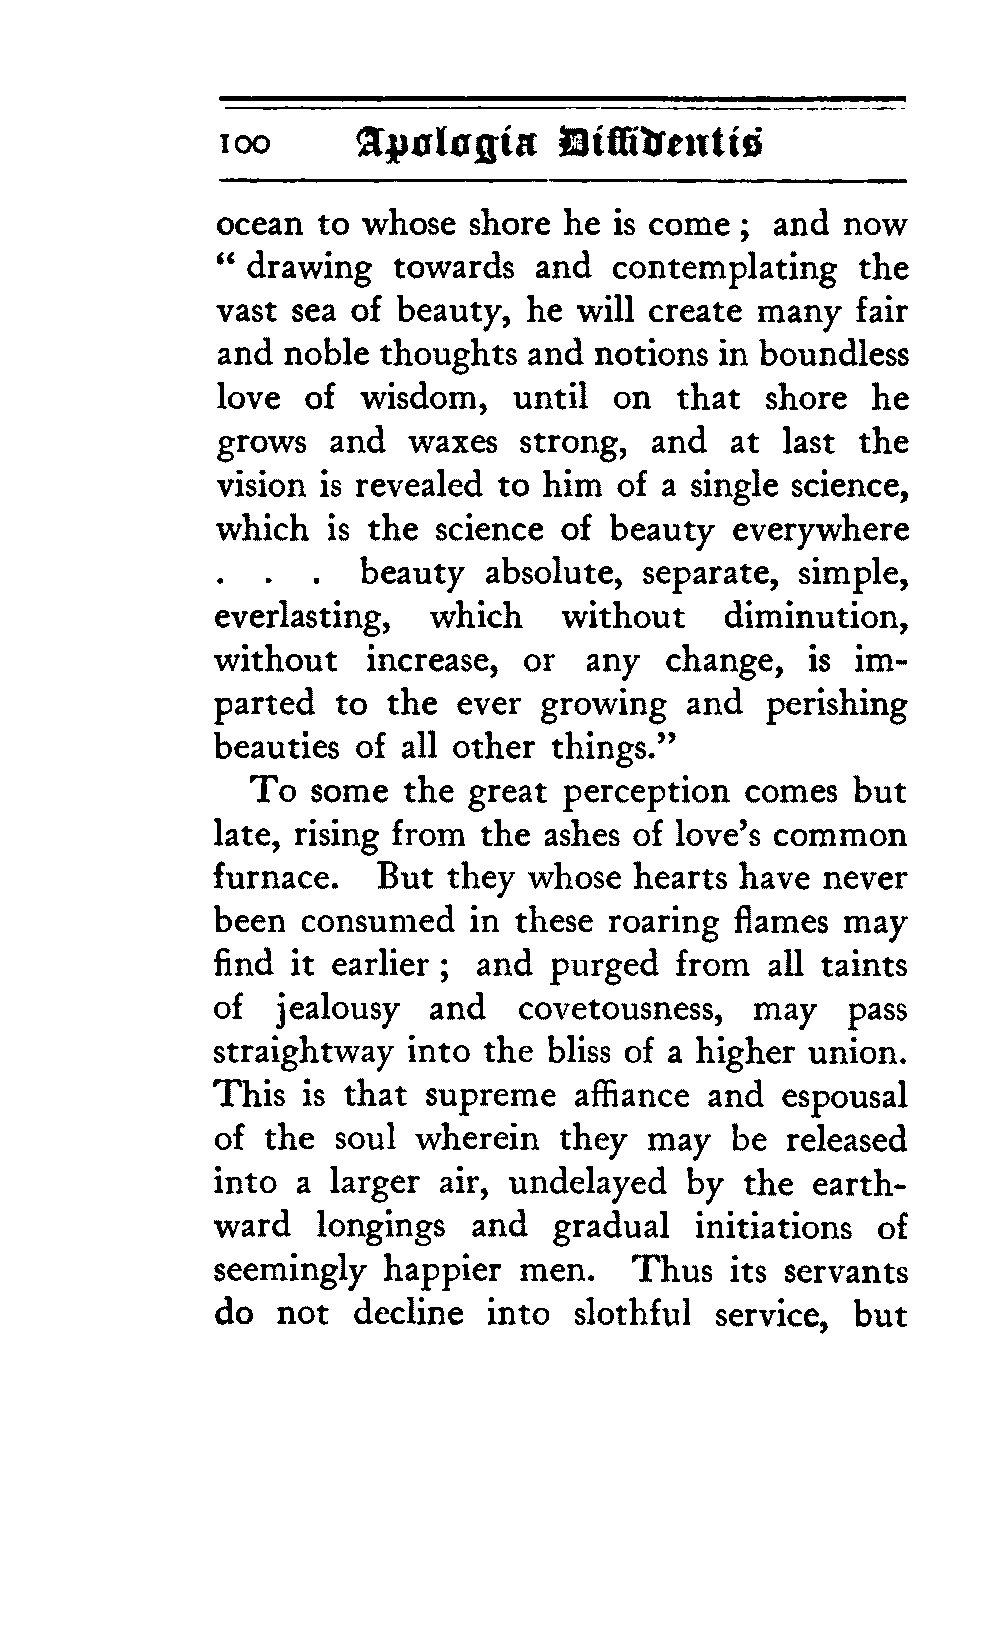 100 Apologia Diffidentis
ocean to whose shore he is come ; and now
“ drawing towards and contemplating the
vast sea of beauty, he will create many fair
and noble thoughts and notions in boundless
love of wisdom, until on that shore he
grows and waxes strong, and at last the
vision is revealed to him of a single science,
which is the science of beauty everywhere
. . . beauty absolute, separate, simple,
everlasting, which without diminution,
without increase, or any change, is im-
parted to the ever growing and perishing
beauties of all other things.”
To some the great perception comes but
late, rising from the ashes of love’s common
furnace. But they whose hearts have never
been consumed in these roaring flames may
find it earlier ; and purged from all taints
of jealousy and covetousness, may pass
straightway into the bliss of a higher union.
This is that supreme affiance and espousal
of the soul wherein they may be released
into a larger air, undelayed by the earth-
ward longings and gradual initiations of
seemingly happier men. Thus its servants
do not decline into slothful service, but